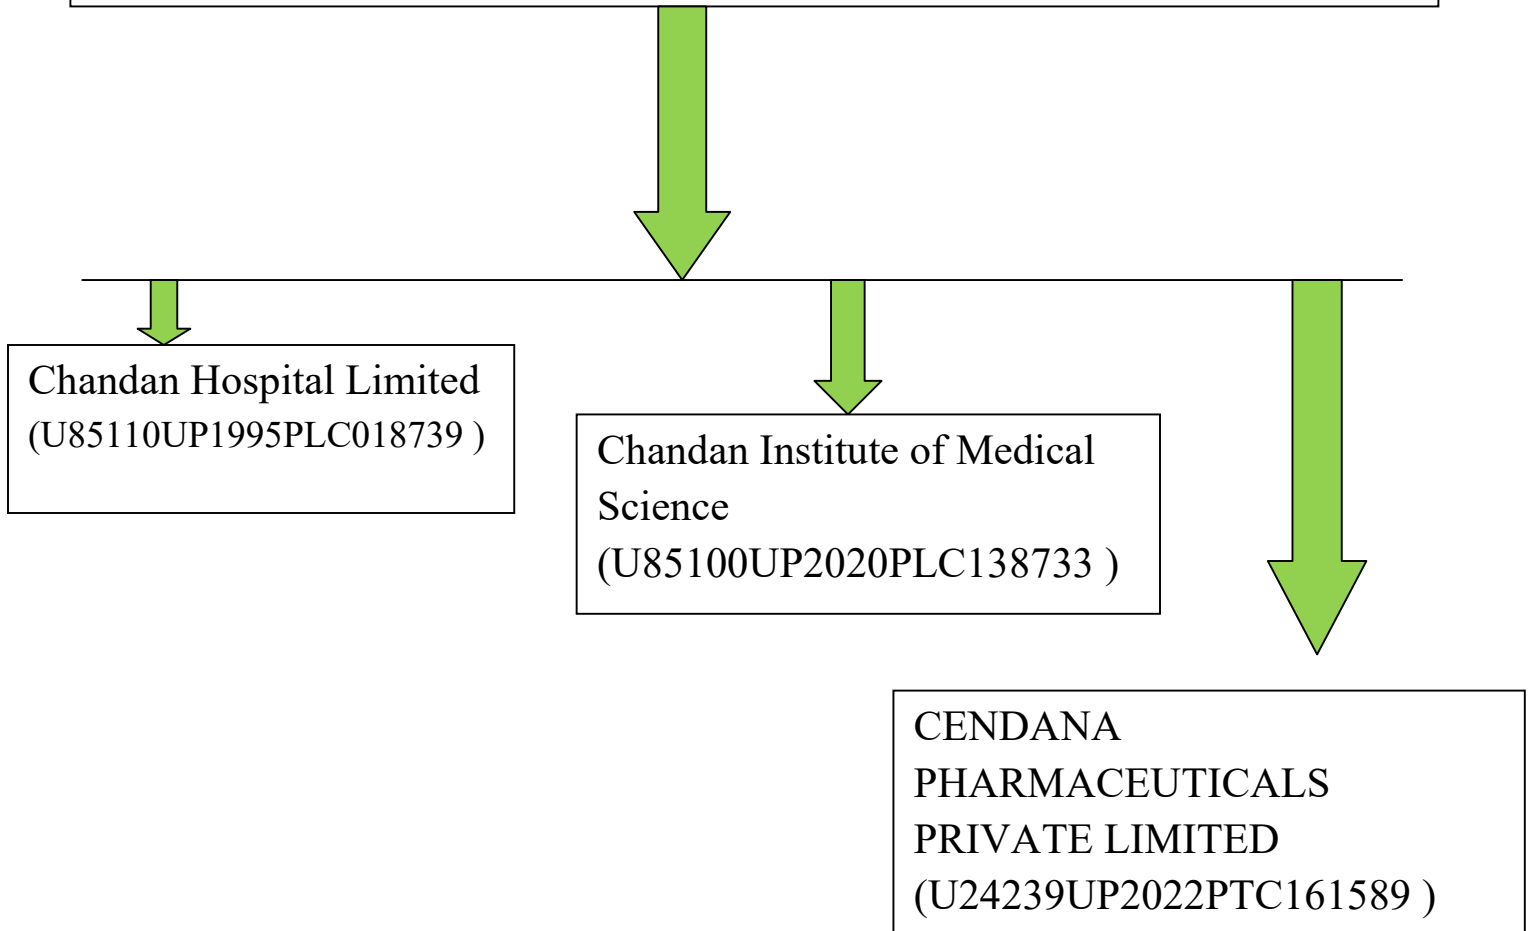 Chandan Hospital Limited
(U85110UP1995PLC018739 )
Chandan Institute of Medical
Science
(U85100UP2020PLC138733 )
CENDANA
PHARMACEUTICALS
PRIVATE LIMITED
(U24239UP2022PTC161589 )